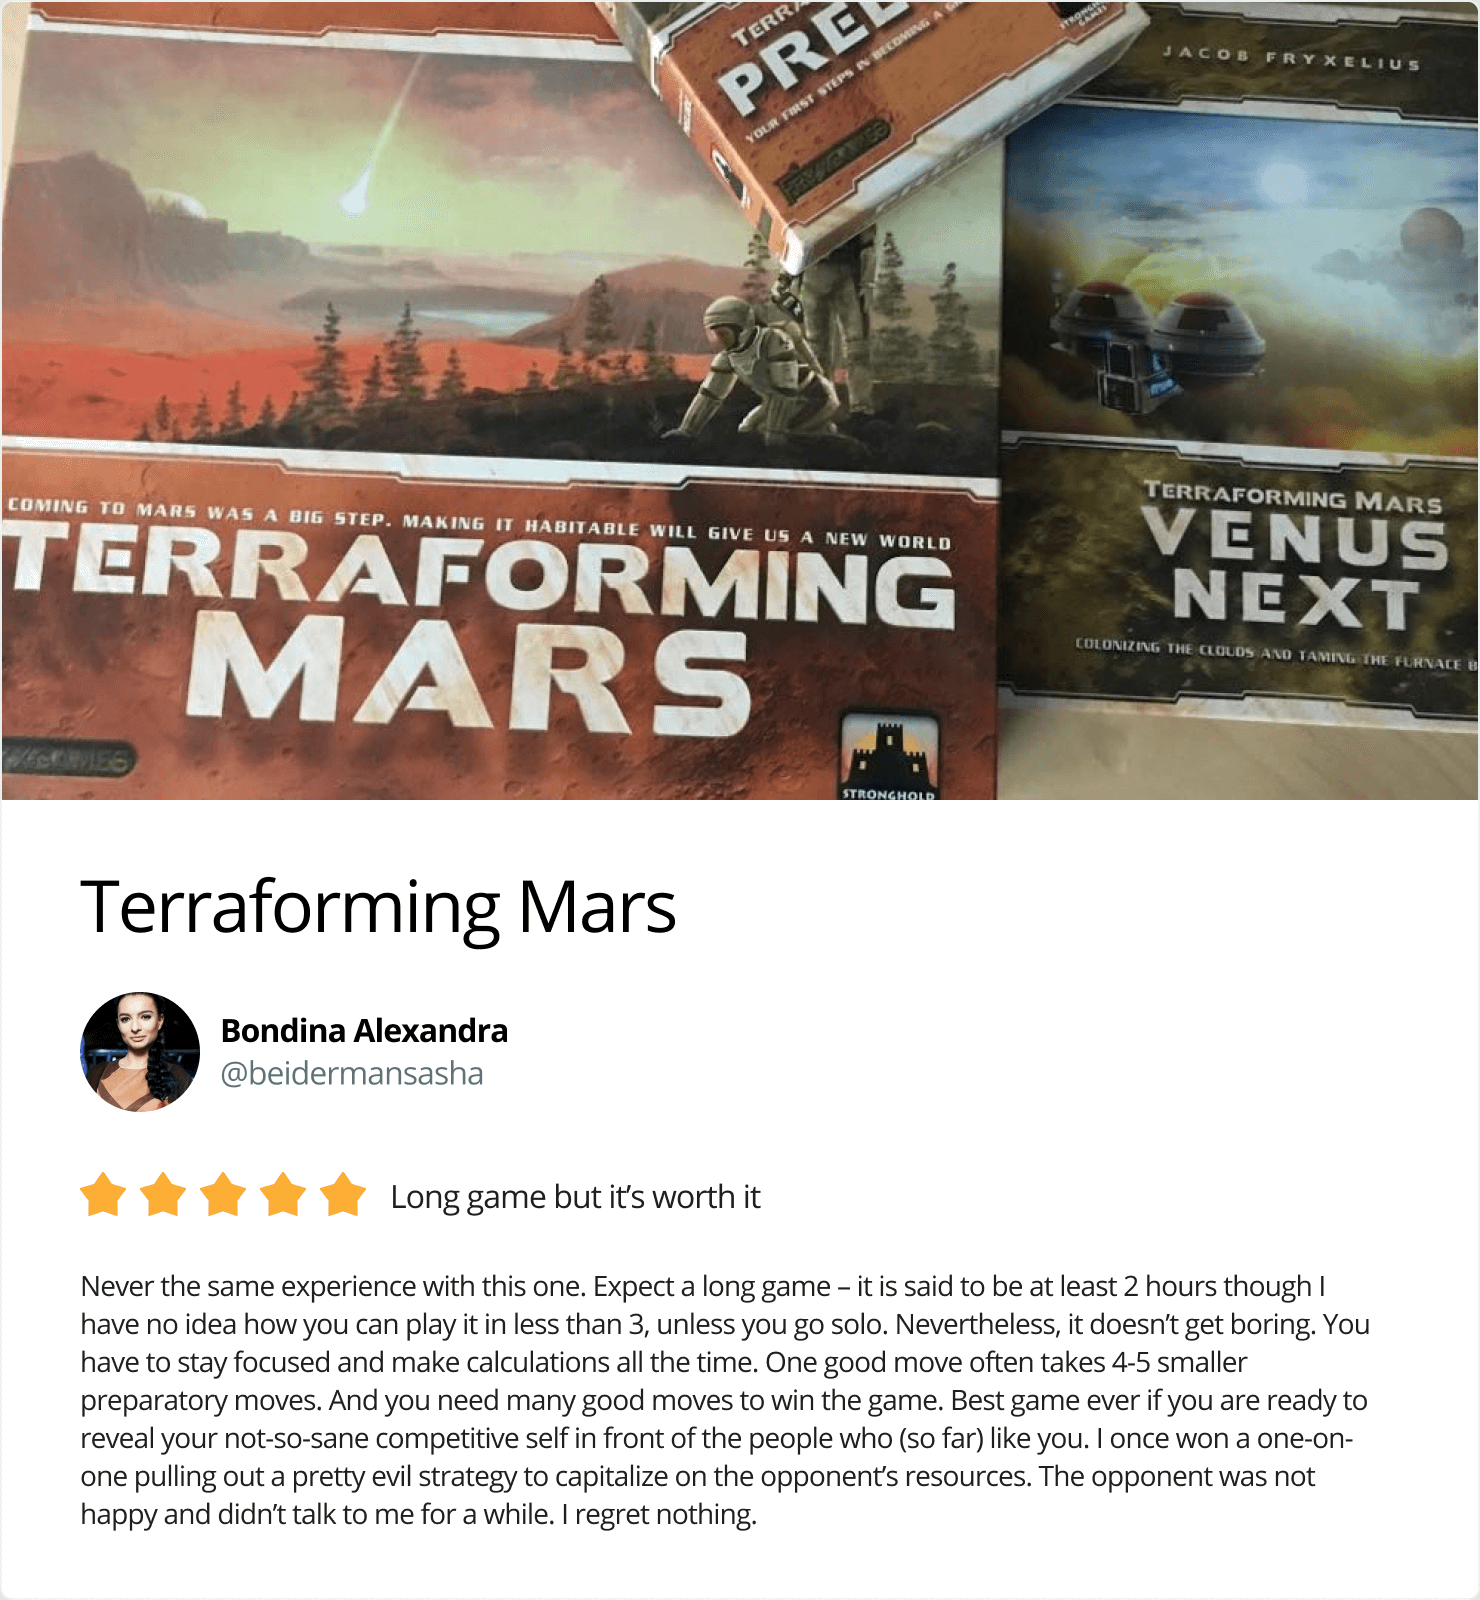 TERRA
PREL
YOUR FIRST STEPS IN BECOMING A
STRONGHOLD
GAMES
JACOB FRYXELIUS
COMING TO MARS WAS A BIG STEP. MAKING IT HABITABLE WILL GIVE US A NEW WORLD
TERRAFORMING
MARS
STRONGHOLD
TERRAFORMING MARS
VENUS
NEXT
COLONIZING THE CLOUDS AND TAMING THE FURNACE B
Terraforming Mars
Bondina Alexandra
@beidermansasha
Long game but it’s worth it
Never the same experience with this one. Expect a long game – it is said to be at least 2 hours though I
have no idea how you can play it in less than 3, unless you go solo. Nevertheless, it doesn’t get boring. You
have to stay focused and make calculations all the time. One good move often takes 4-5 smaller
preparatory moves. And you need many good moves to win the game. Best game ever if you are ready to
reveal your not-so-sane competitive self in front of the people who (so far) like you. I once won a one-on-
one pulling out a pretty evil strategy to capitalize on the opponent’s resources. The opponent was not
happy and didn’t talk to me for a while. I regret nothing.